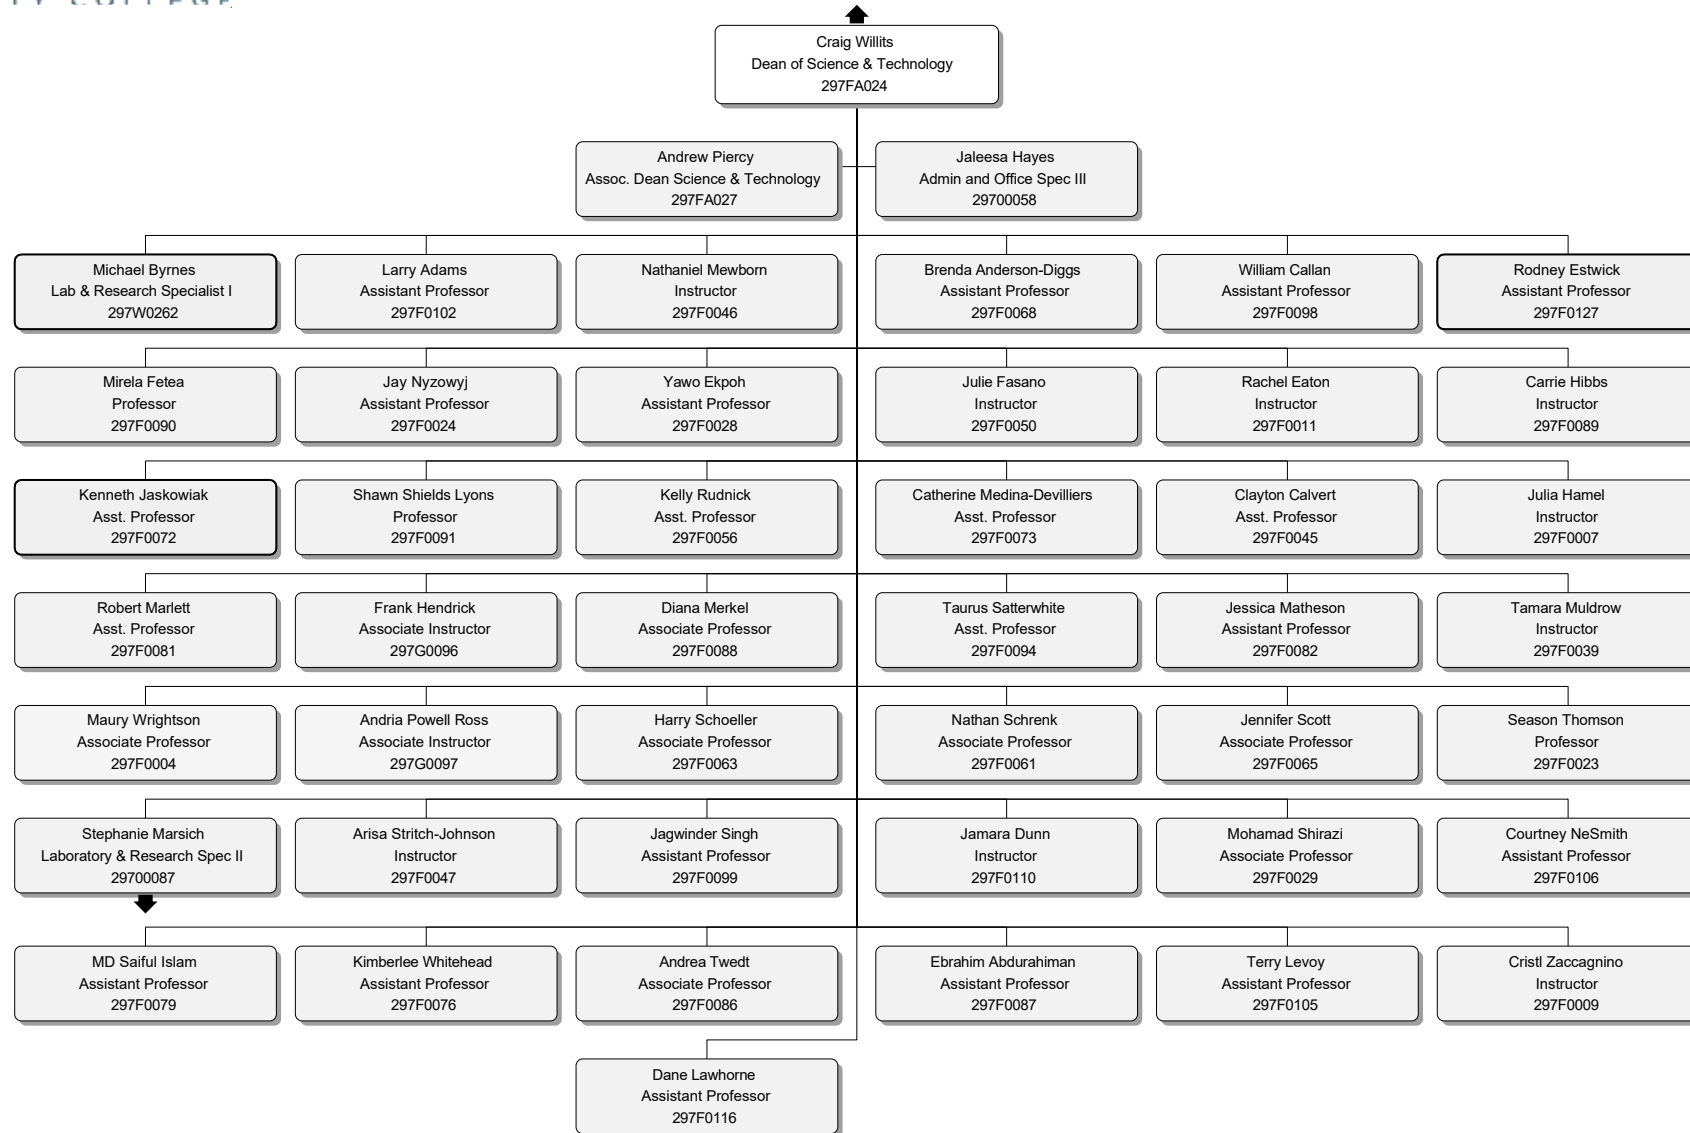 Craig Willits
Dean of Science & Technology
297FA024
Andrew Piercy
Assoc. Dean Science & Technology
297FA027
Jaleesa Hayes
Admin and Office Spec III
29700058
Michael Byrnes
Lab & Research Specialist I
297W0262
Larry Adams
Assistant Professor
297F0102
Nathaniel Mewborn
Instructor
297F0046
Brenda Anderson-Diggs
Assistant Professor
297F0068
William Callan
Assistant Professor
297F0098
Rodney Estwick
Assistant Professor
297F0127
Mirela Fetea
Professor
297F0090
Jay Nyzowyj
Assistant Professor
297F0024
Yawo Ekpoh
Assistant Professor
297F0028
Julie Fasano
Instructor
297F0050
Rachel Eaton
Instructor
297F0011
Carrie Hibbs
Instructor
297F0089
Kenneth Jaskowiak
Asst. Professor
297F0072
Shawn Shields Lyons
Professor
297F0091
Kelly Rudnick
Asst. Professor
297F0056
Catherine Medina-Devilliers
Asst. Professor
297F0073
Clayton Calvert
Asst. Professor
297F0045
Julia Hamel
Instructor
297F0007
Robert Marlett
Asst. Professor
297F0081
Frank Hendrick
Associate Instructor
297G0096
Diana Merkel
Associate Professor
297F0088
Taurus Satterwhite
Asst. Professor
297F0094
Jessica Matheson
Assistant Professor
297F0082
Tamara Muldrow
Instructor
297F0039
Maury Wrightson
Associate Professor
297F0004
Andria Powell Ross
Associate Instructor
297G0097
Harry Schoeller
Associate Professor
297F0063
Nathan Schrenk
Associate Professor
297F0061
Jennifer Scott
Associate Professor
297F0065
Season Thomson
Professor
297F0023
Stephanie Marsich
Laboratory & Research Spec II
29700087
Arisa Stritch-Johnson
Instructor
297F0047
Jagwinder Singh
Assistant Professor
297F0099
Jamara Dunn
Instructor
297F0110
Mohamad Shirazi
Associate Professor
297F0029
Courtney NeSmith
Assistant Professor
297F0106
MD Saiful Islam
Assistant Professor
297F0079
Kimberlee Whitehead
Assistant Professor
297F0076
Andrea Twedt
Associate Professor
297F0086
Ebrahim Abdurahiman
Assistant Professor
297F0087
Terry Levoy
Assistant Professor
297F0105
Cristl Zaccagnino
Instructor
297F0009
Dane Lawhorne
Assistant Professor
297F0116